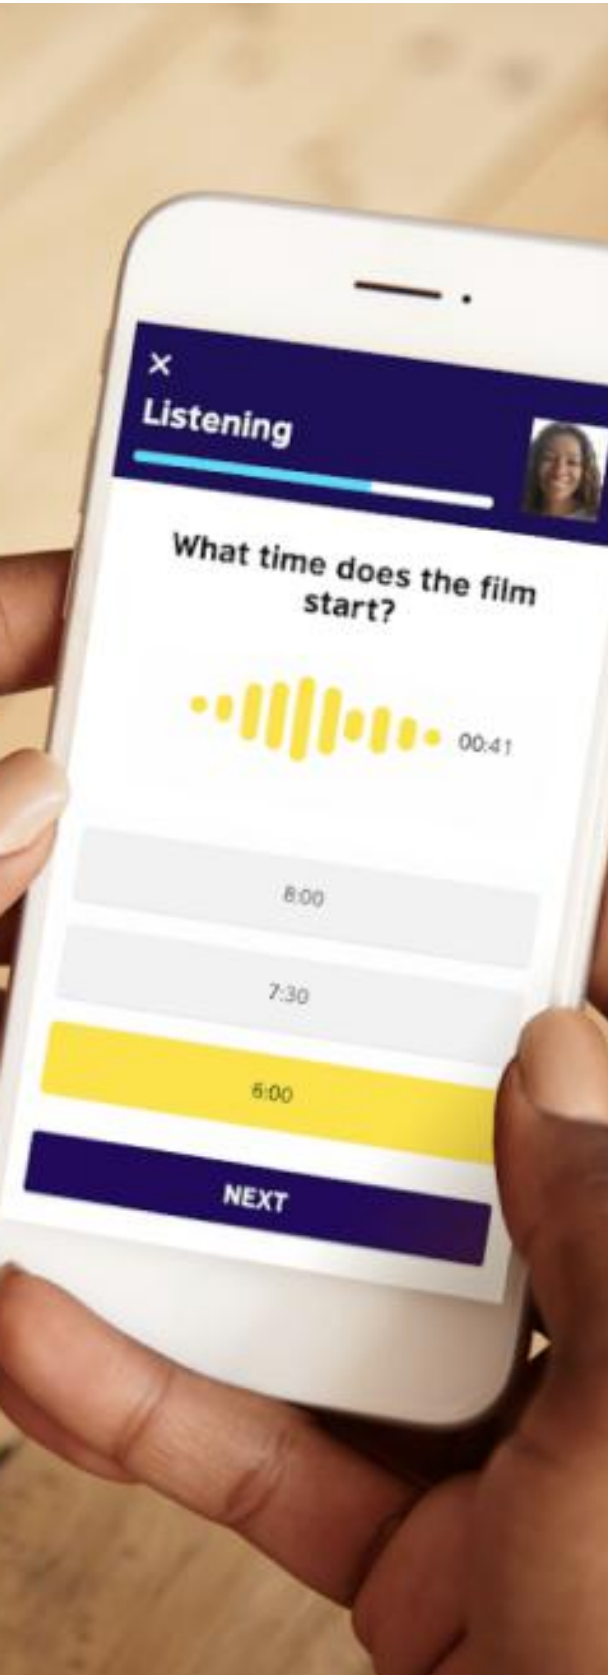 Listening
What time does the film
start?
00:41
8:00
7:30
6:00
NEXT